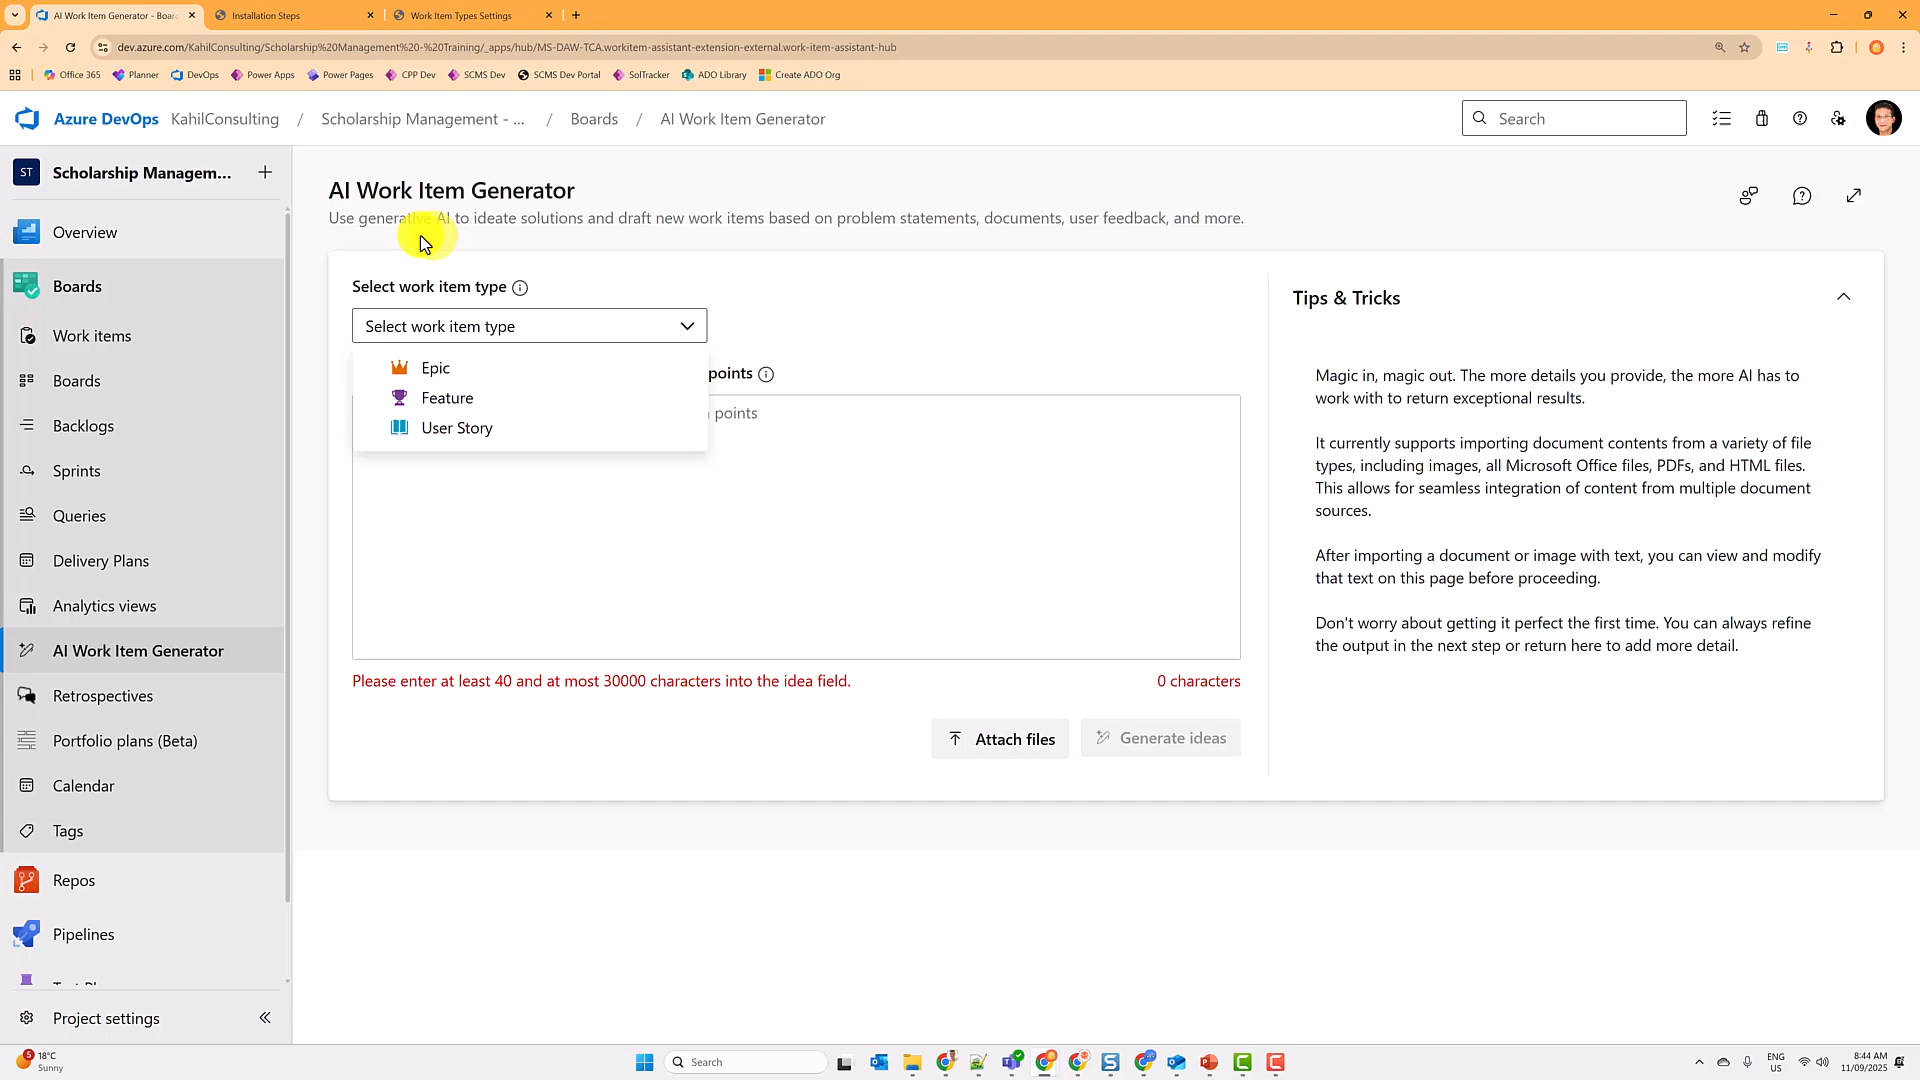 AI Work Item Generator - Boards
Installation Steps
Work Item Types Settings
dev.azure.com/KahilConsulting/Scholarship%20Management%20-%20Training/_apps/hub/MS-DAW-TCA.workitem-assistant-extension-external.work-item-assistant-hub
Office 365
Planner
DevOps
Power Apps
Power Pages
CPP Dev
SCMS Dev
SCMS Dev Portal
SolTracker
ADO Library
Create ADO Org
Azure DevOps KahilConsulting / Scholarship Management - ... / Boards / AI Work Item Generator
Search
ST Scholarship Managem...
Overview
Boards
Work items
Boards
Backlogs
Sprints
Queries
Delivery Plans
Analytics views
AI Work Item Generator
Retrospectives
Portfolio plans (Beta)
Calendar
Tags
Repos
Pipelines
Project settings
AI Work Item Generator
Use generative AI to ideate solutions and draft new work items based on problem statements, documents, user feedback, and more.
Select work item type
Select work item type
Epic
Feature
User Story
points
points
Please enter at least 40 and at most 30000 characters into the idea field.
0 characters
Attach files
Generate ideas
Tips & Tricks
Magic in, magic out. The more details you provide, the more AI has to
work with to return exceptional results.
It currently supports importing document contents from a variety of file
types, including images, all Microsoft Office files, PDFs, and HTML files.
This allows for seamless integration of content from multiple document
sources.
After importing a document or image with text, you can view and modify
that text on this page before proceeding.
Don't worry about getting it perfect the first time. You can always refine
the output in the next step or return here to add more detail.
5
18°C
Sunny
Search
ENG
US
8:44 AM
11/09/2025